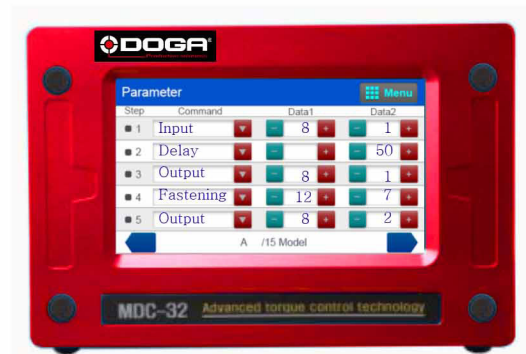 DOGA
Parameter Menu
Step Command Data1 Data2
1 Input - 8 + - 1 +
2 Delay - + - 50 +
3 Output - 8 + - 1 +
4 Fastening - 12 + - 7 +
5 Output - 8 + - 2 +
A /15 Model
MDC-32 Advanced torque control technology